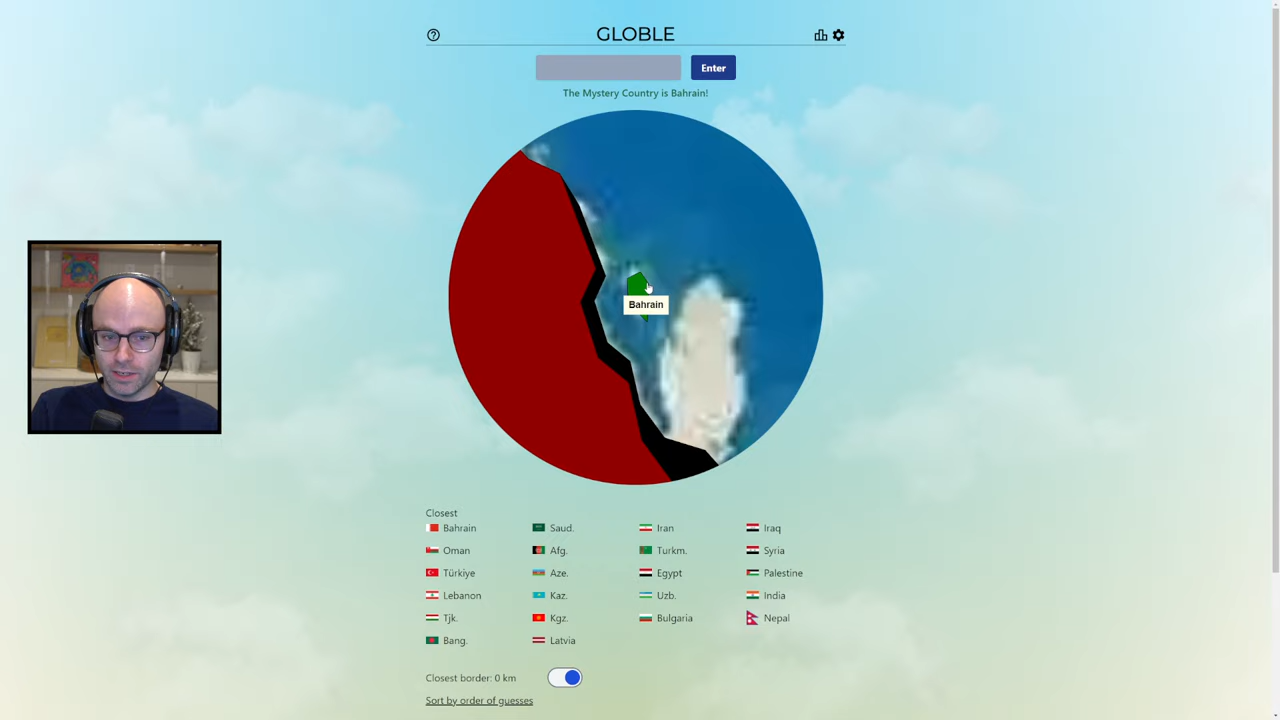 GLOBLE
Enter
The Mystery Country is Bahrain!
Bahrain
Closest
Bahrain Saud. Iran Iraq
Oman Afg. Turkm. Syria
Türkiye Aze. Egypt Palestine
Lebanon Kaz. Uzb. India
Tjk. Kgz. Bulgaria Nepal
Bang. Latvia
Closest border: 0 km
Sort by order of guesses